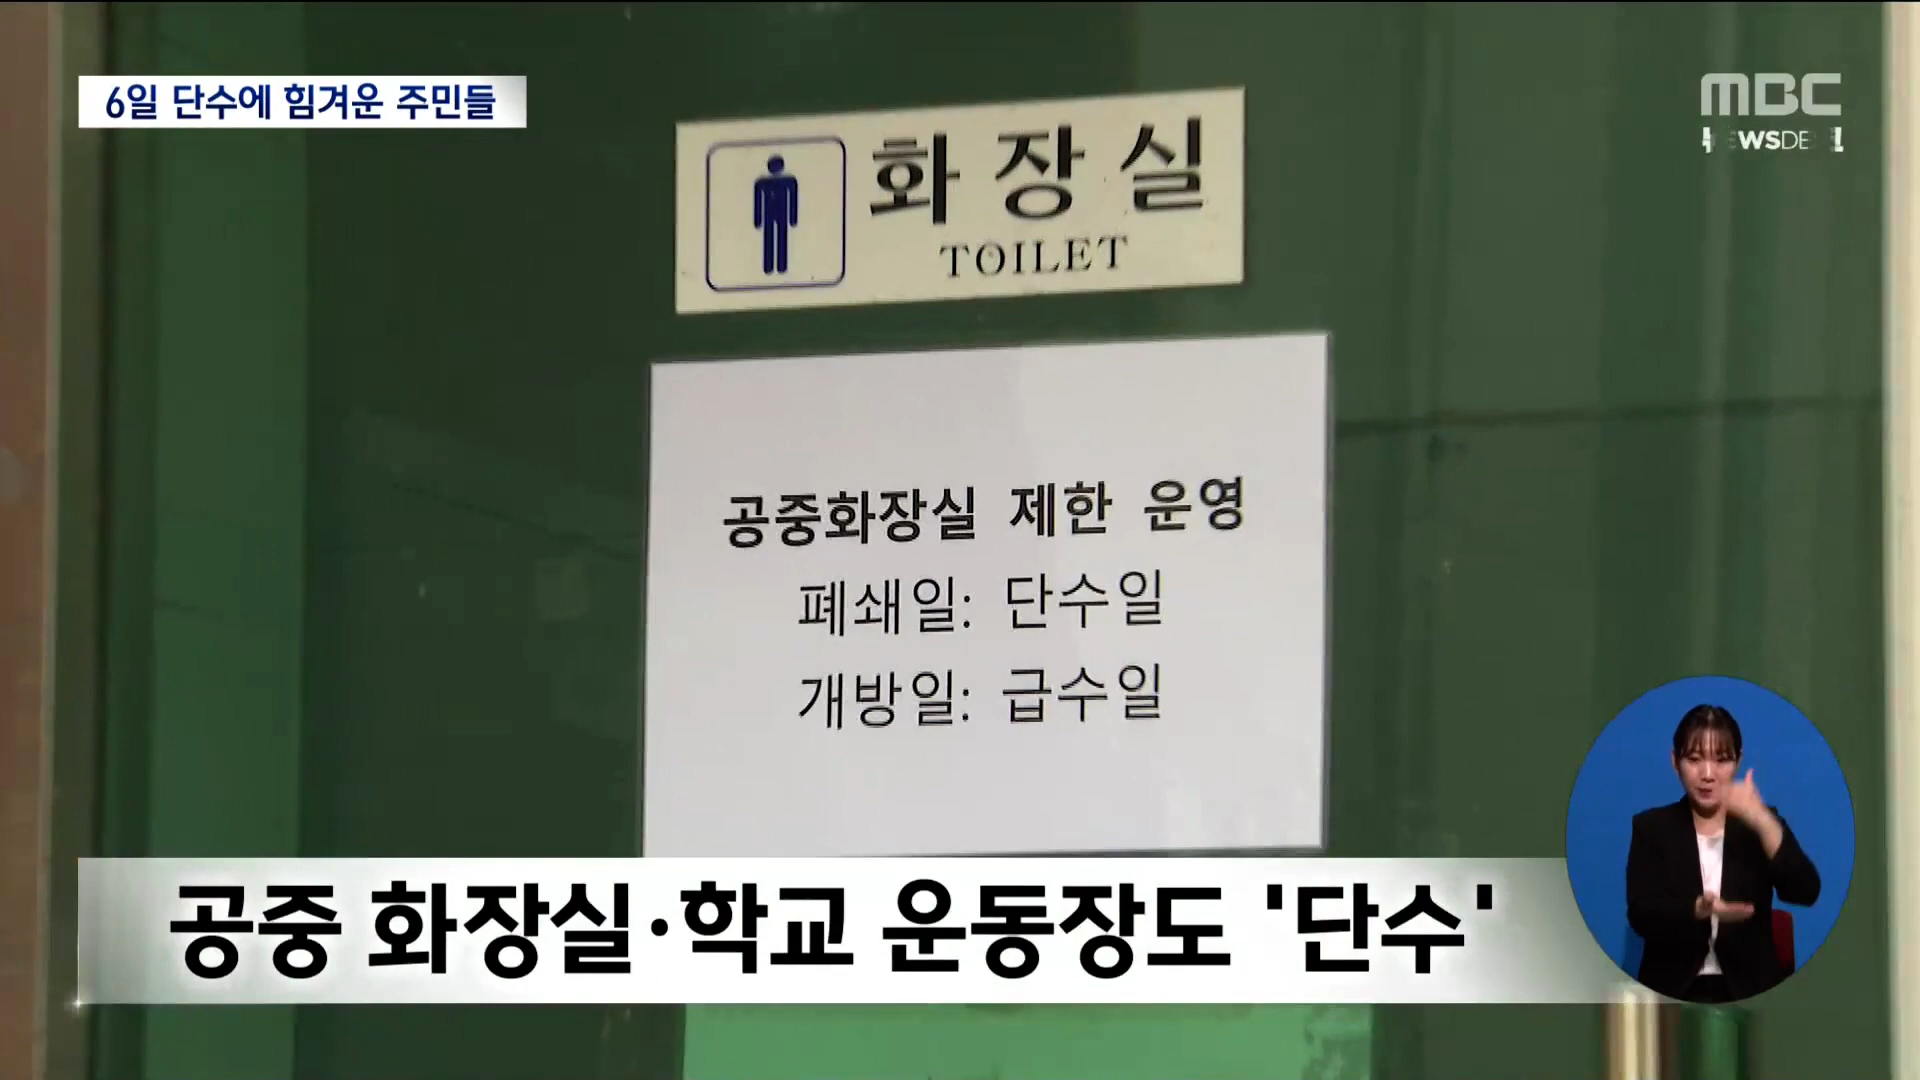 6일 단수에 힘겨운 주민들
MBC
화장실
TOILET
공중화장실 제한 운영
폐쇄일: 단수일
개방일: 급수일
공중 화장실·학교 운동장도 '단수'